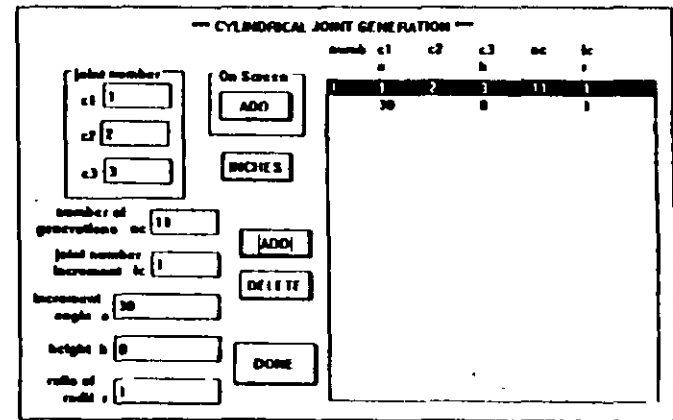 --- CYLINDRICAL JOINT GENERATION ---
joint number
c1 1
c2 2
c3 3
On Screen
ADD
INCHES
number of
generations nc 11
joint number
increment ic 1
increment
angle a 30
height h 0
ratio of
radii r 1
ADD
DELETE
DONE
numb c1 c2 c3 nc ic
a h r
1 1 2 3 11 1
30 0 1